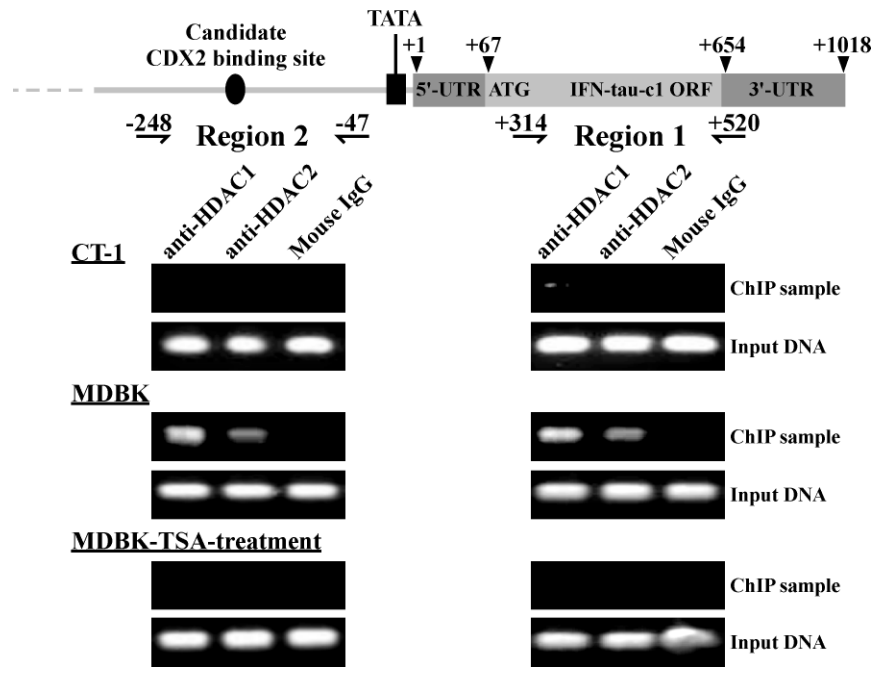 TATA
Candidate
CDX2 binding site
+1 +67 +654 +1018
5'-UTR ATG IFN-tau-c1 ORF 3'-UTR
-248 Region 2 -47 +314 Region 1 +520
anti-HDAC1 anti-HDAC2 Mouse IgG anti-HDAC1 anti-HDAC2 Mouse IgG
CT-1
ChIP sample
Input DNA
MDBK
ChIP sample
Input DNA
MDBK-TSA-treatment
ChIP sample
Input DNA